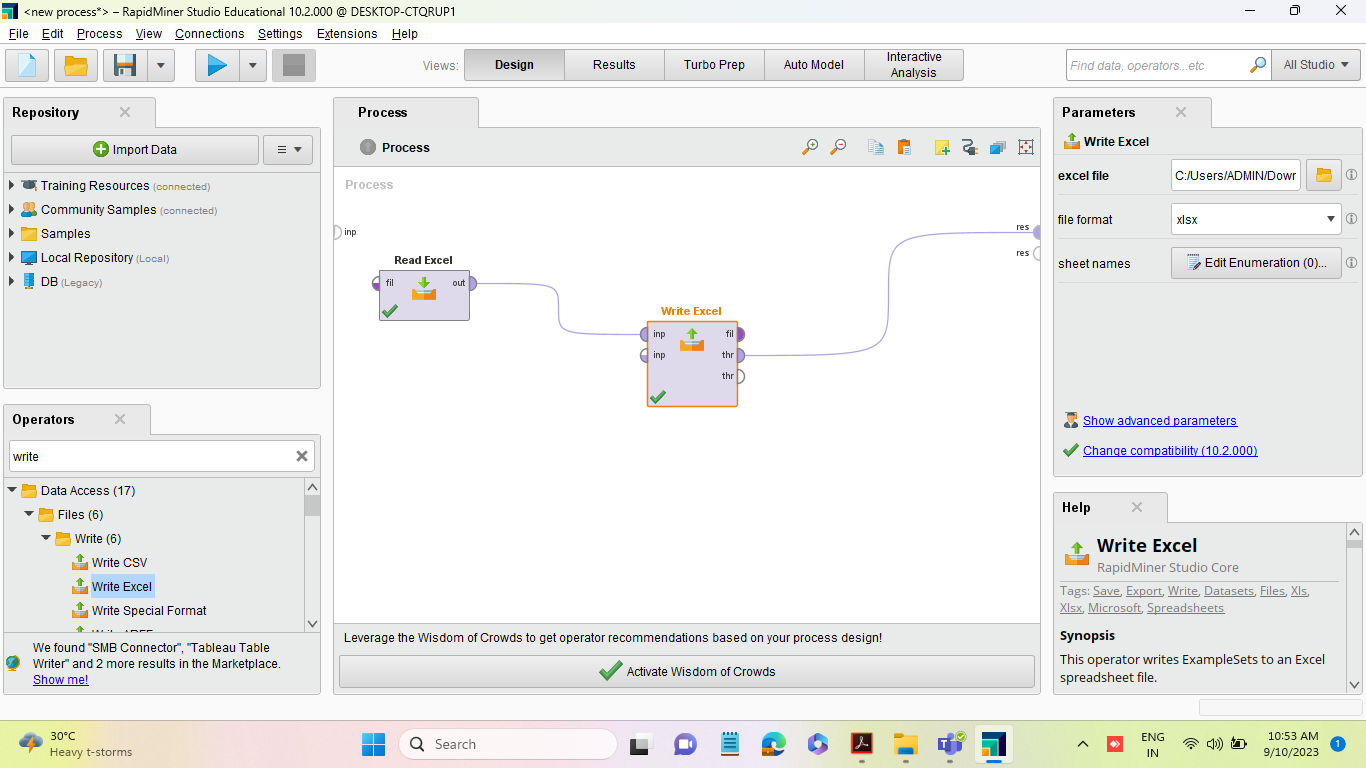 <new process*> – RapidMiner Studio Educational 10.2.000 @ DESKTOP-CTQRUP1
File Edit Process View Connections Settings Extensions Help
Views: Design Results Turbo Prep Auto Model Interactive Analysis
Find data, operators...etc All Studio
Repository
Import Data
Training Resources (connected)
Community Samples (connected)
Samples
Local Repository (Local)
DB (Legacy)
Operators
write
Data Access (17)
Files (6)
Write (6)
Write CSV
Write Excel
Write Special Format
We found "SMB Connector", "Tableau Table
Writer" and 2 more results in the Marketplace.
Show me!
Process
Process
Process
inp
res
res
Read Excel
fil out
Write Excel
inp fil
inp thr
thr
Leverage the Wisdom of Crowds to get operator recommendations based on your process design!
Activate Wisdom of Crowds
Parameters
Write Excel
excel file C:/Users/ADMIN/Dowr
file format xlsx
sheet names Edit Enumeration (0)...
Show advanced parameters
Change compatibility (10.2.000)
Help
Write Excel
RapidMiner Studio Core
Tags: Save, Export, Write, Datasets, Files, Xls,
Xlsx, Microsoft, Spreadsheets
Synopsis
This operator writes ExampleSets to an Excel
spreadsheet file.
30°C
Heavy t-storms
Search
ENG
IN
10:53 AM
9/10/2023
1